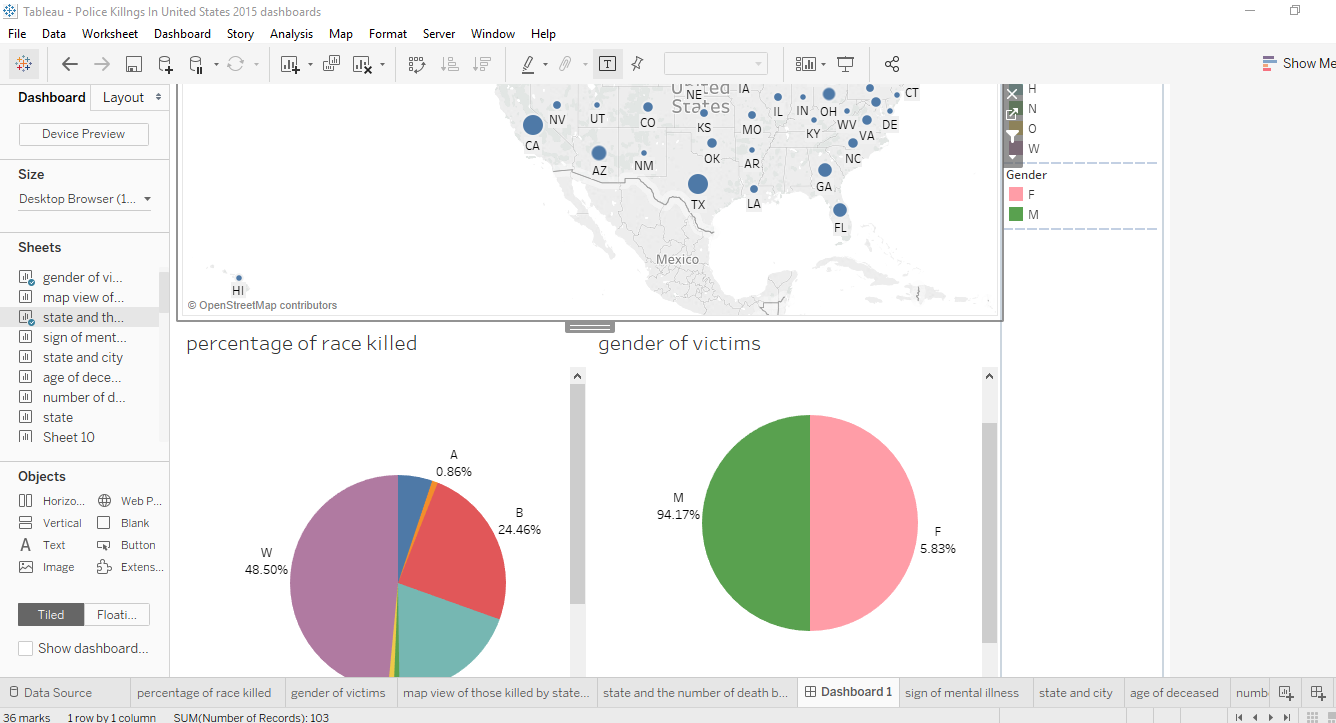 Tableau - Police Killngs In United States 2015 dashboards
File Data Worksheet Dashboard Story Analysis Map Format Server Window Help
Show Me
Dashboard Layout
Device Preview
Size
Desktop Browser (1...
Sheets
gender of vi...
map view of...
state and th...
sign of ment...
state and city
age of dece...
number of d...
state
Sheet 10
Objects
Horizo... Web P...
Vertical Blank
Text Button
Image Extens...
Tiled Floati...
Show dashboard...
United
States
NE IA CT
NV UT CO KS MO IL IN OH KY WV VA DE
CA AZ NM OK AR NC
TX LA GA FL
Mexico
HI
© OpenStreetMap contributors
H
N
O
W
Gender
F
M
percentage of race killed
A
0.86%
B
24.46%
W
48.50%
gender of victims
M
94.17%
F
5.83%
Data Source percentage of race killed gender of victims map view of those killed by state... state and the number of death b... Dashboard 1 sign of mental illness state and city age of deceased numb
36 marks 1 row by 1 column SUM(Number of Records): 103